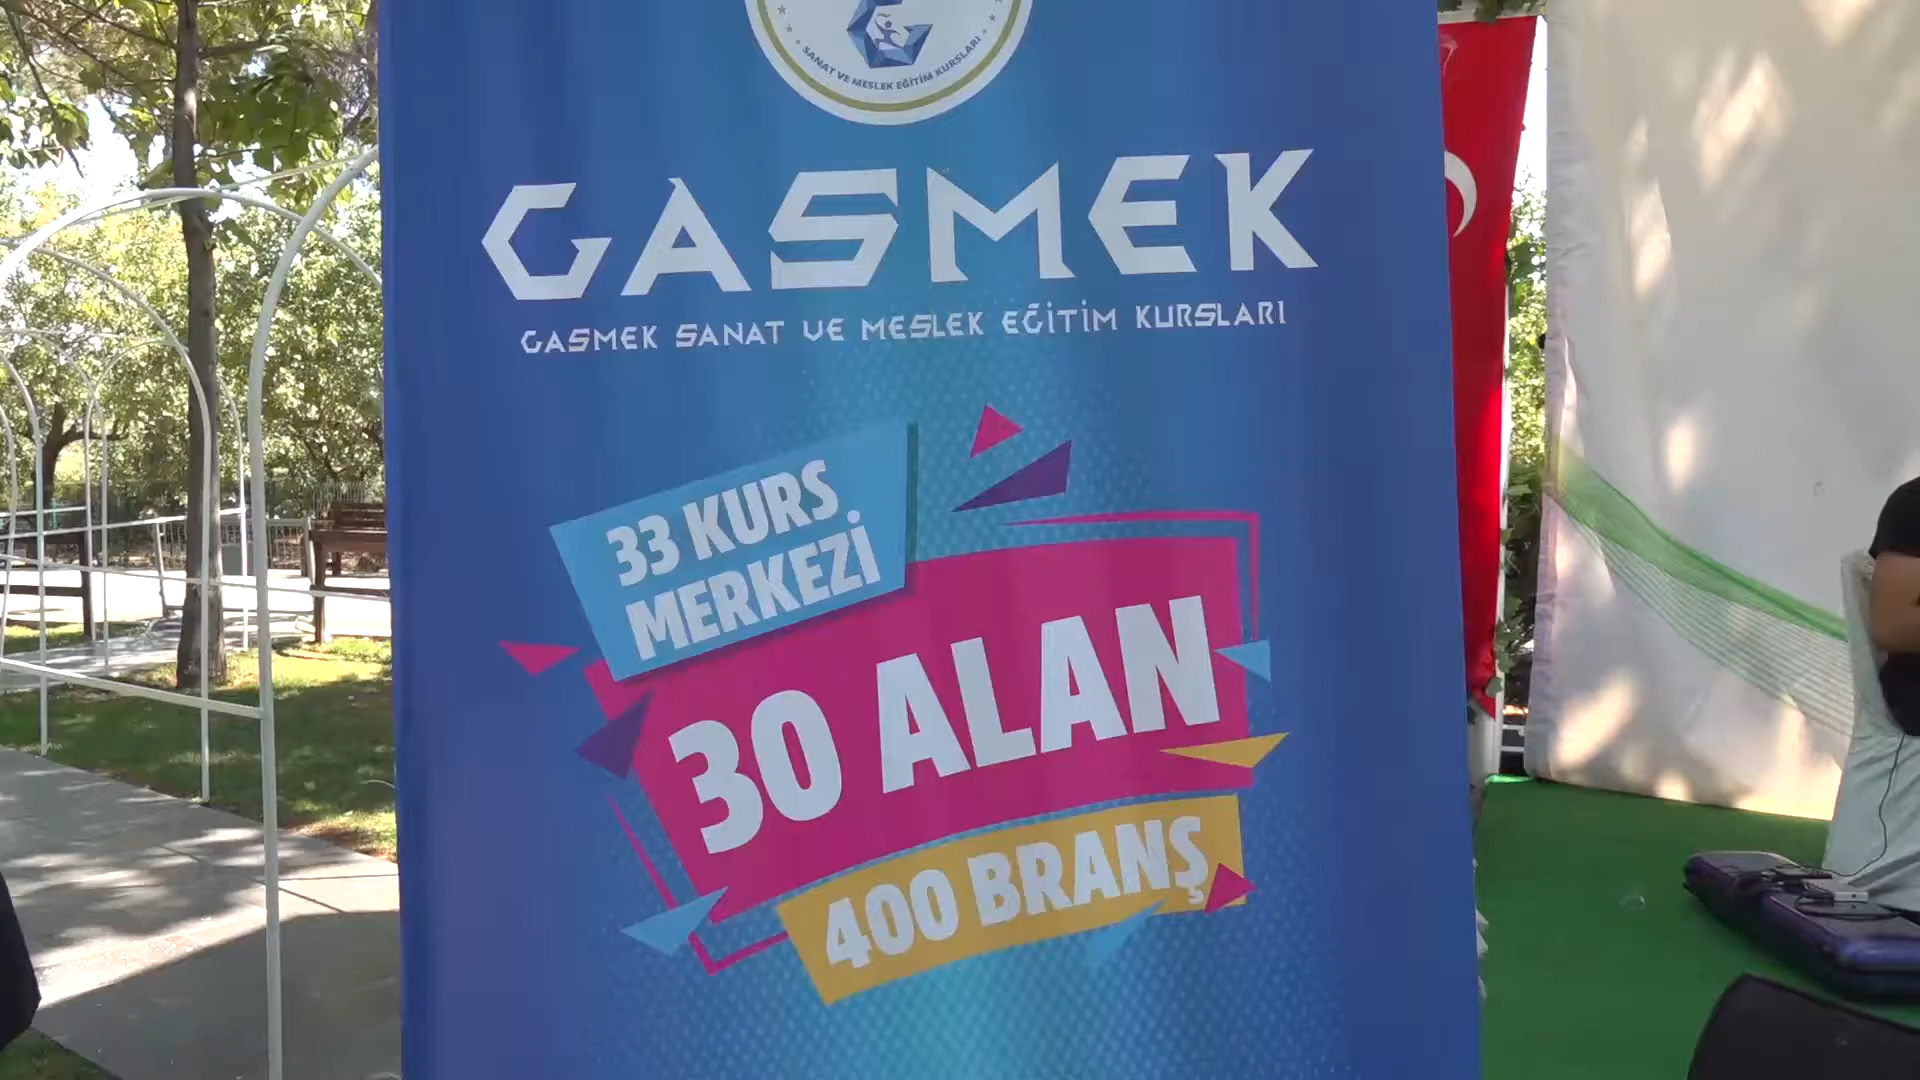 SANAT VE MESLEK EĞİTİM KURSLARI
GASMEK
GASMEK SANAT VE MESLEK EĞİTİM KURSLARI
33 KURS
MERKEZİ
30 ALAN
400 BRANŞ